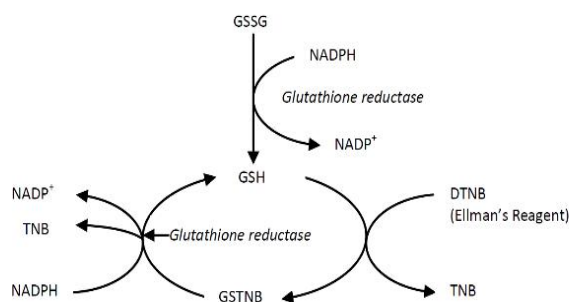 GSSG
NADPH
Glutathione reductase
NADP+
GSH
NADP+
TNB
Glutathione reductase
NADPH
GSTNB
DTNB
(Ellman's Reagent)
TNB